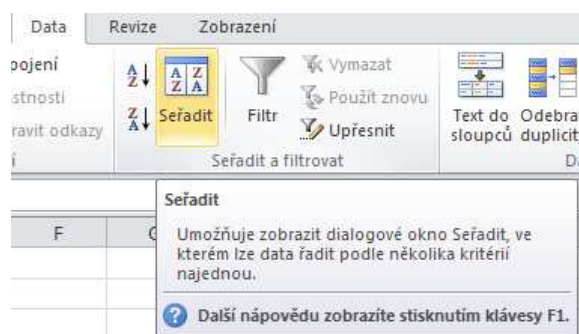 Data Revize Zobrazení
pojení
stnosti
ravit odkazy
A Z
Z A
A Z
Z A
Seřadit
Filtr
Vymazat
Použít znovu
Upřesnit
Text do
sloupců
Odebra
duplicit
Seřadit a filtrovat
Seřadit
Umožňuje zobrazit dialogové okno Seřadit, ve
kterém lze data řadit podle několika kritérií
najednou.
Další nápovědu zobrazíte stisknutím klávesy F1.
F